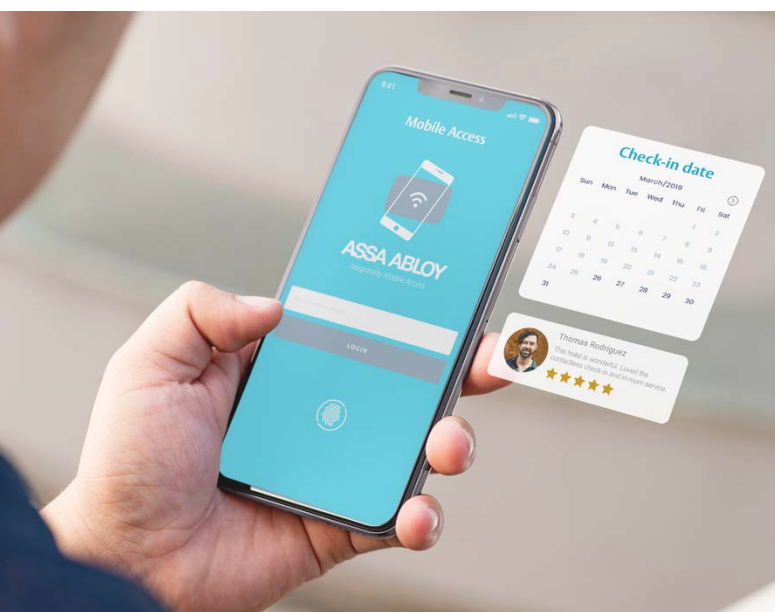 9:41
Mobile Access
ASSA ABLOY
Hospitality Mobile Access
LOGIN
Check-in date
March/2019
Sun Mon Tue Wed Thu Fri Sat
1 2
3 4 5 6 7 8 9
10 11 12 13 14 15 16
17 18 19 20 21 22 23
24 25 26 27 28 29 30
31
Thomas Rodriguez
This hotel is wonderful. Loved the
contactless check-in and in-room service.